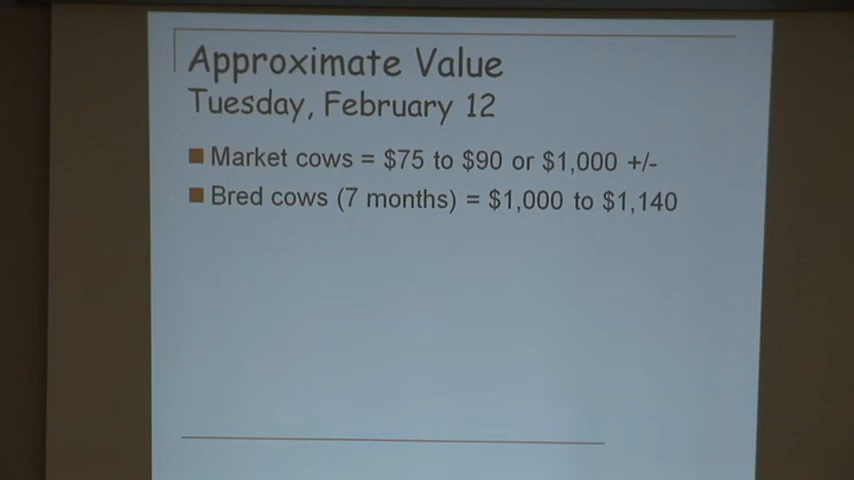 Approximate Value
Tuesday, February 12
Market cows = $75 to $90 or $1,000 +/-
Bred cows (7 months) = $1,000 to $1,140